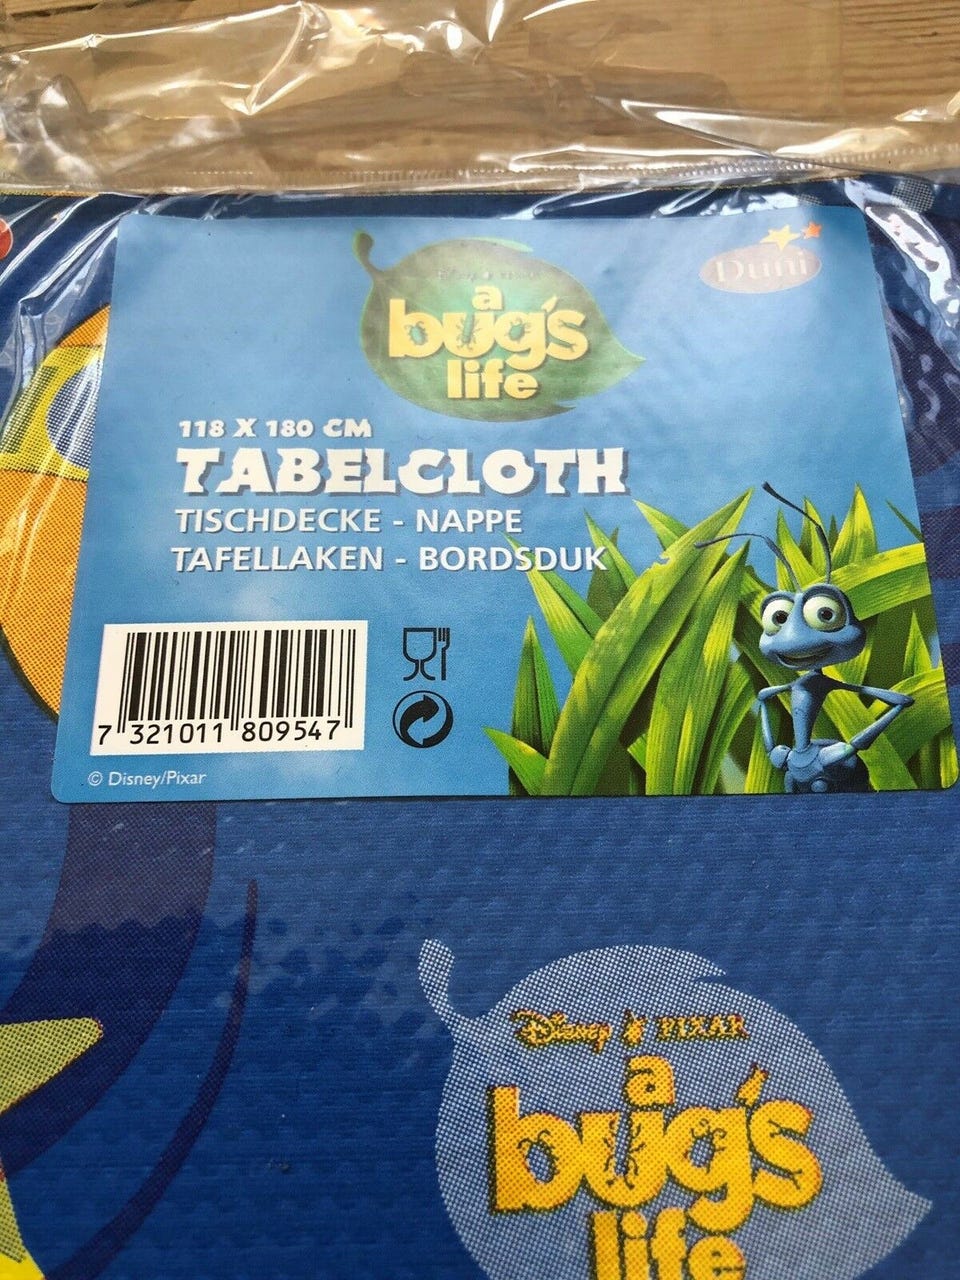 Disney PIXAR
a
bug's
life
Duni
118 X 180 CM
TABELCLOTH
TISCHDECKE - NAPPE
TAFELLAKEN - BORDSDUK
7 321011 809547
© Disney/Pixar
Disney PIXAR
a
bug's
life